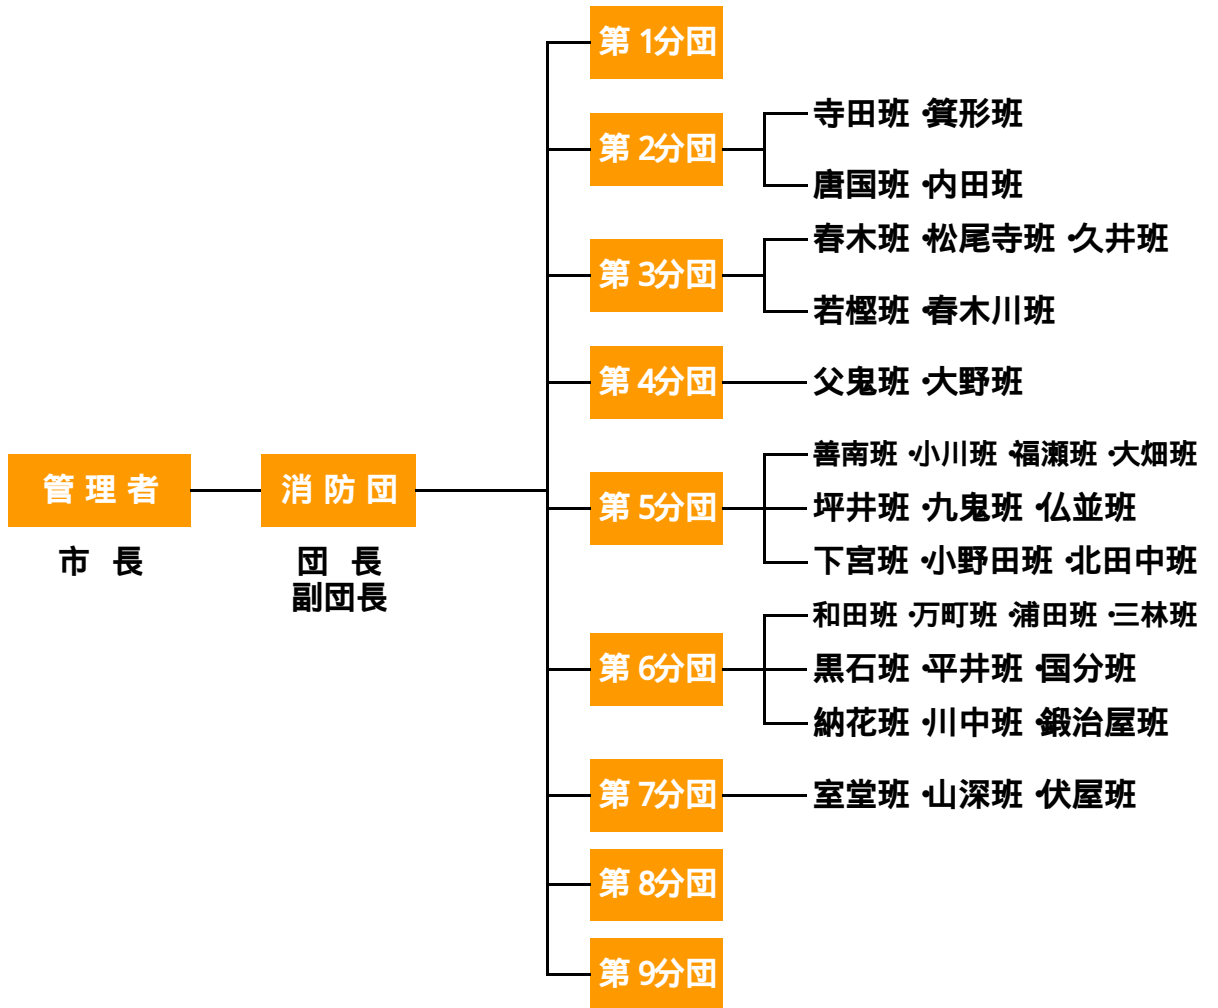 第1分団
寺田班・箕形班
第2分団
唐国班・内田班
春木班・松尾寺班・久井班
第3分団
若樫班・春木川班
第4分団
父鬼班・大野班
善南班・小川班・福瀬班・大畑班
管理者
消防団
第5分団
坪井班・九鬼班・仏並班
市長
団長
副団長
下宮班・小野田班・北田中班
和田班・万町班・浦田班・三林班
第6分団
黒石班・平井班・国分班
納花班・川中班・鍛治屋班
第7分団
室堂班・山深班・伏屋班
第8分団
第9分団